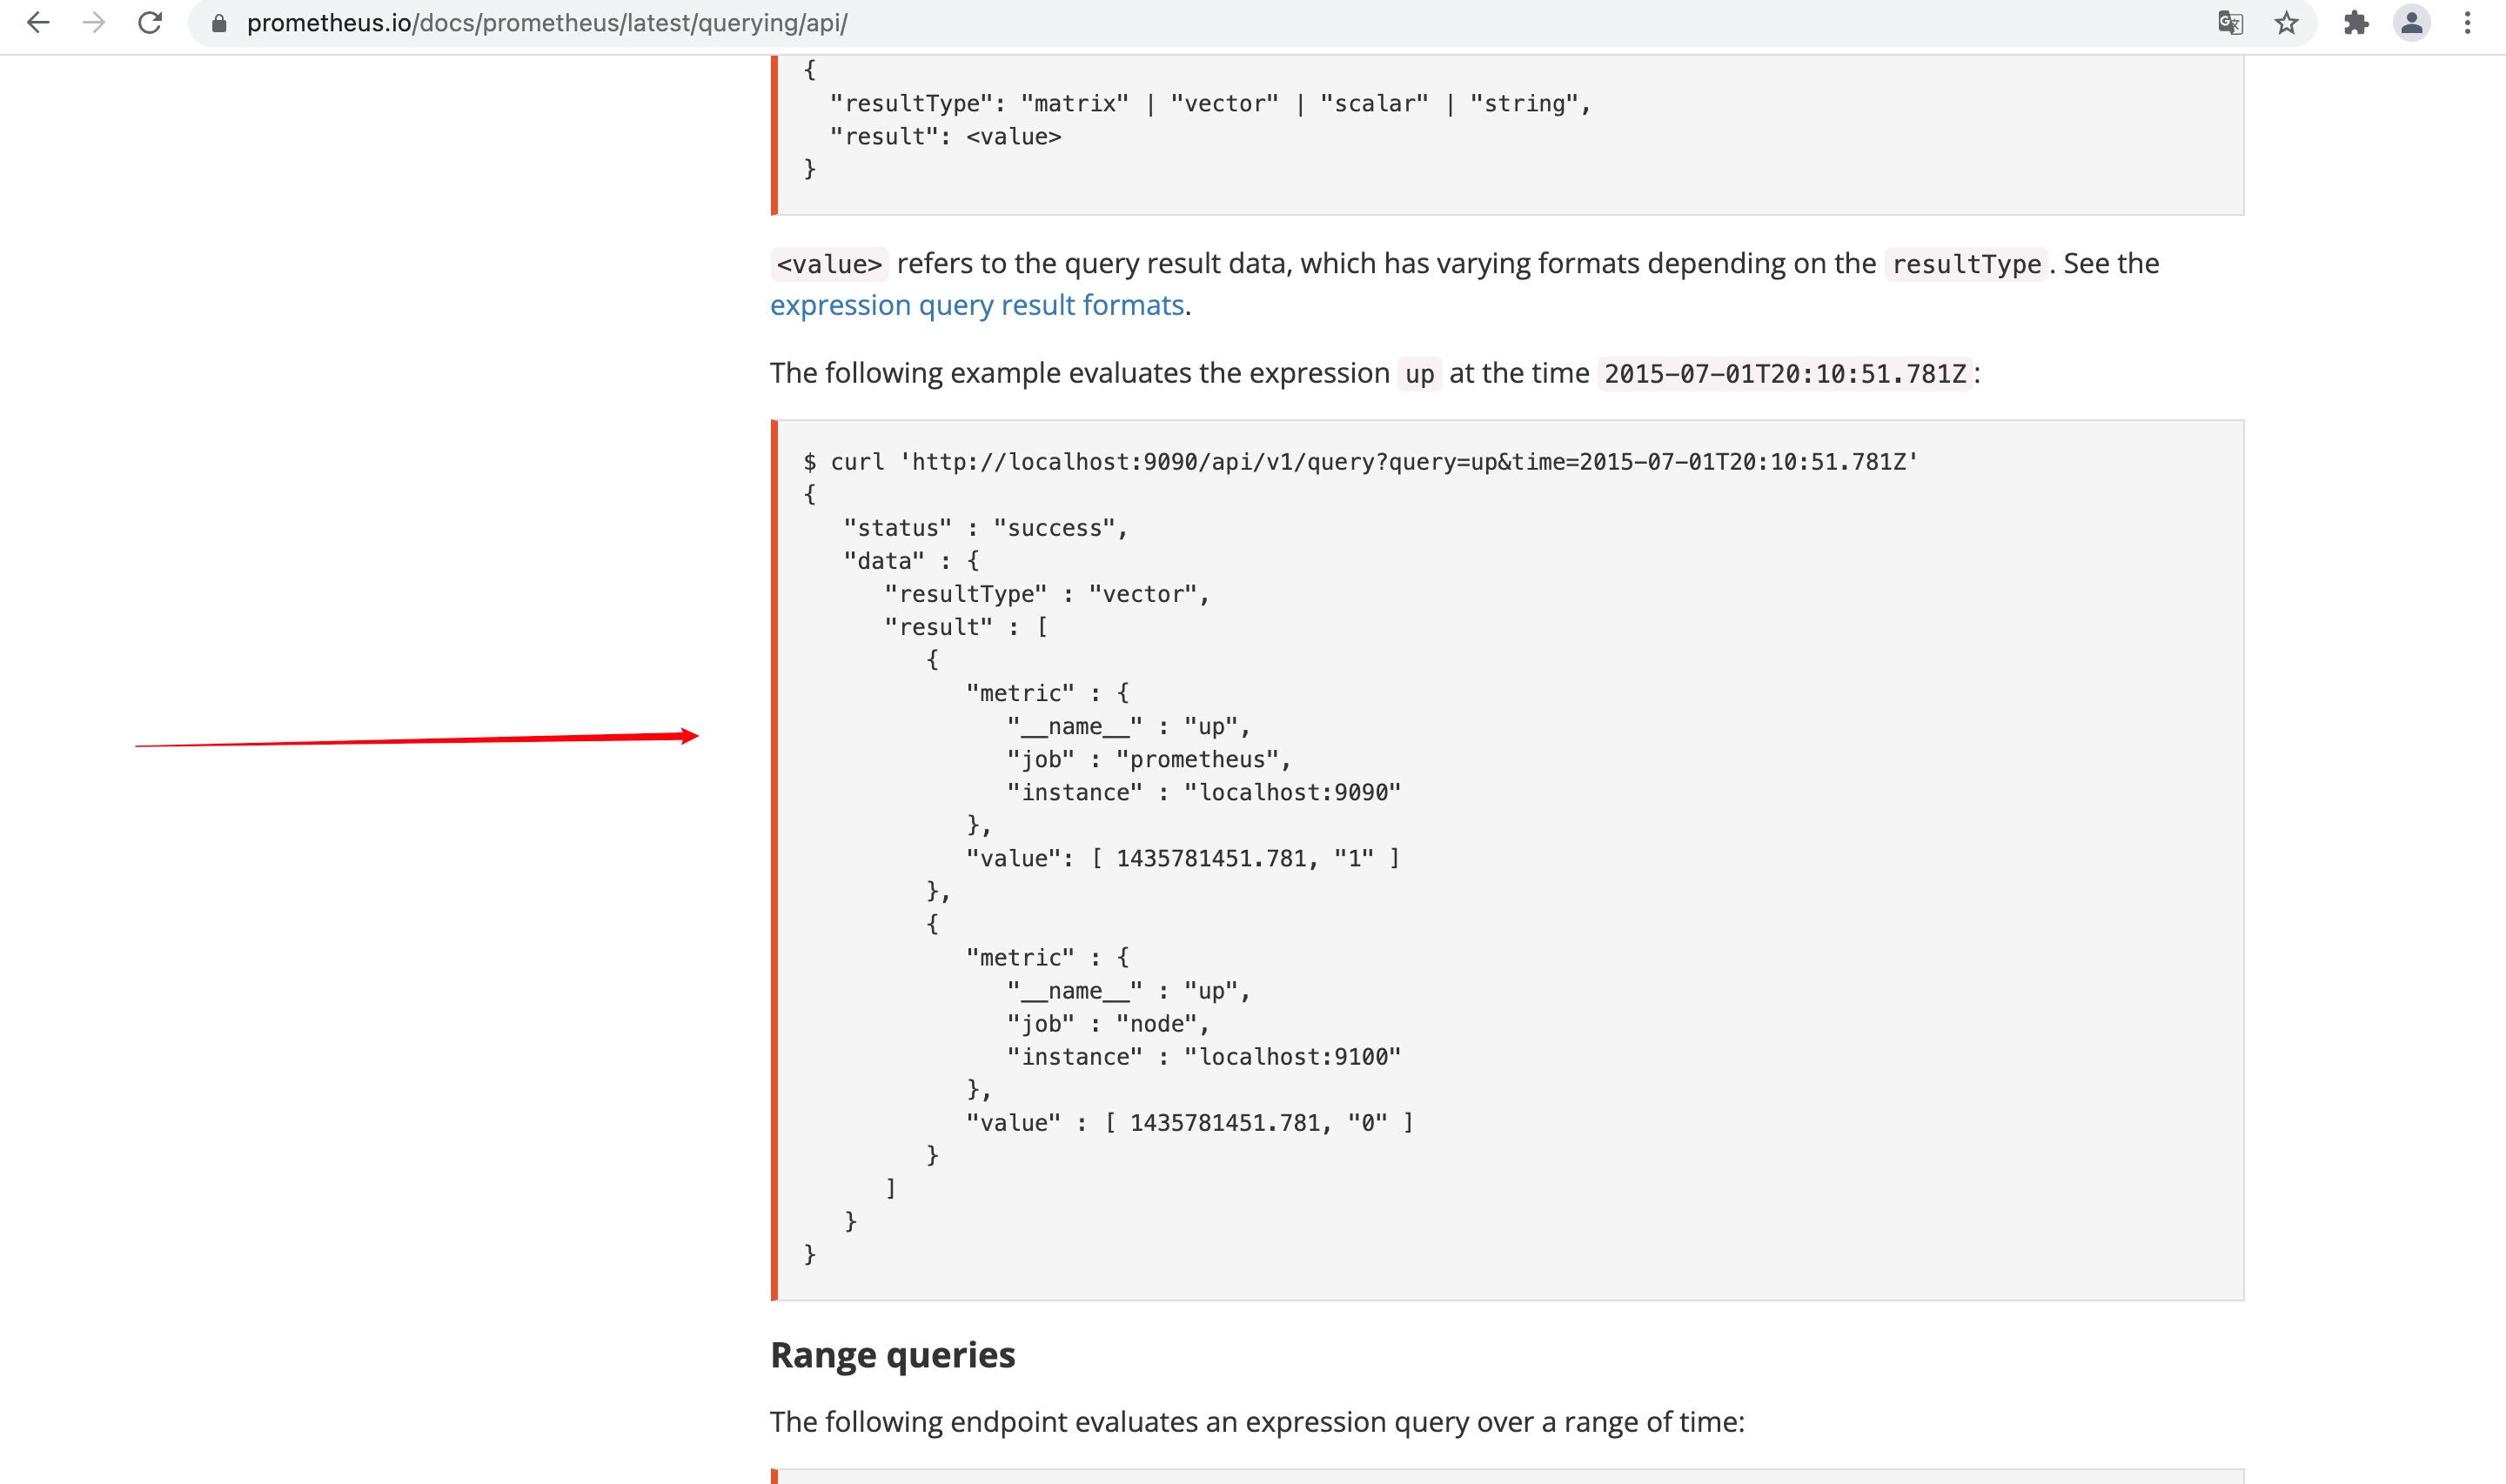 prometheus.io/docs/prometheus/latest/querying/api/
{
  "resultType": "matrix" | "vector" | "scalar" | "string",
  "result": <value>
}
<value> refers to the query result data, which has varying formats depending on the resultType. See the
expression query result formats.
The following example evaluates the expression up at the time 2015-07-01T20:10:51.781Z:
$ curl 'http://localhost:9090/api/v1/query?query=up&time=2015-07-01T20:10:51.781Z'
{
   "status" : "success",
   "data" : {
      "resultType" : "vector",
      "result" : [
         {
            "metric" : {
               "__name__" : "up",
               "job" : "prometheus",
               "instance" : "localhost:9090"
            },
            "value": [ 1435781451.781, "1" ]
         },
         {
            "metric" : {
               "__name__" : "up",
               "job" : "node",
               "instance" : "localhost:9100"
            },
            "value" : [ 1435781451.781, "0" ]
         }
      ]
   }
}
Range queries
The following endpoint evaluates an expression query over a range of time: